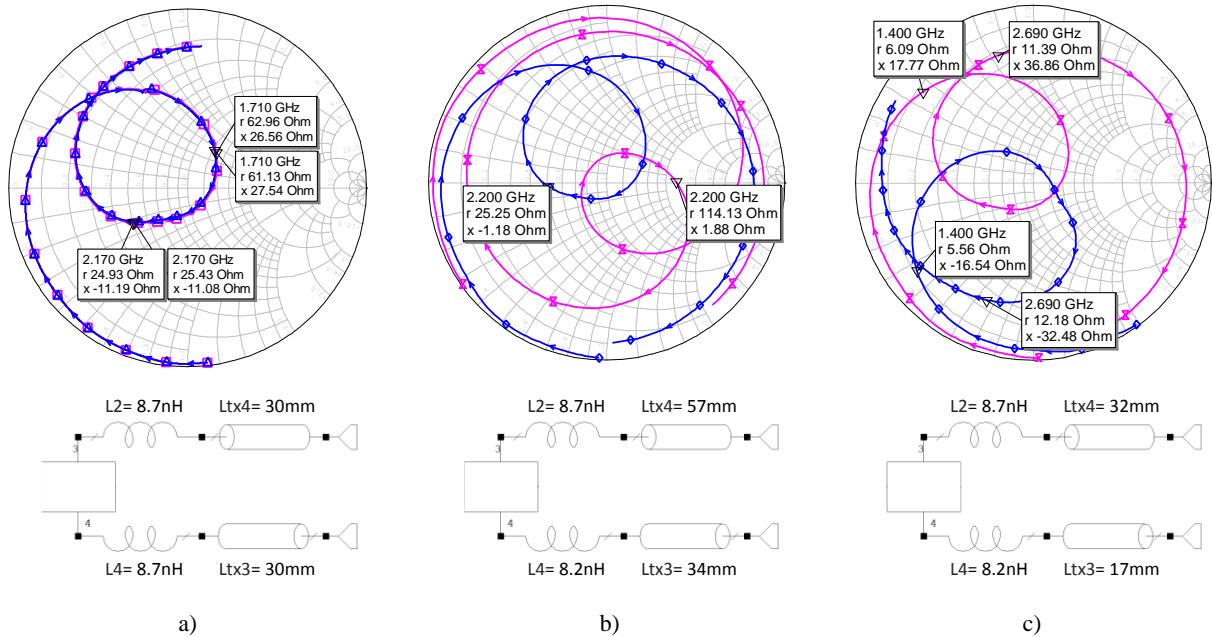 1.710 GHz
r 62.96 Ohm
x 26.56 Ohm
1.710 GHz
r 61.13 Ohm
x 27.54 Ohm
2.170 GHz
r 24.93 Ohm
x -11.19 Ohm
2.170 GHz
r 25.43 Ohm
x -11.08 Ohm
2.200 GHz
r 25.25 Ohm
x -1.18 Ohm
2.200 GHz
r 114.13 Ohm
x 1.88 Ohm
1.400 GHz
r 6.09 Ohm
x 17.77 Ohm
2.690 GHz
r 11.39 Ohm
x 36.86 Ohm
1.400 GHz
r 5.56 Ohm
x -16.54 Ohm
2.690 GHz
r 12.18 Ohm
x -32.48 Ohm
L2= 8.7nH Ltx4= 30mm
3
4
L4= 8.7nH Ltx3= 30mm
L2= 8.7nH Ltx4= 57mm
3
4
L4= 8.2nH Ltx3= 34mm
L2= 8.7nH Ltx4= 32mm
3
4
L4= 8.2nH Ltx3= 17mm
a) b) c)